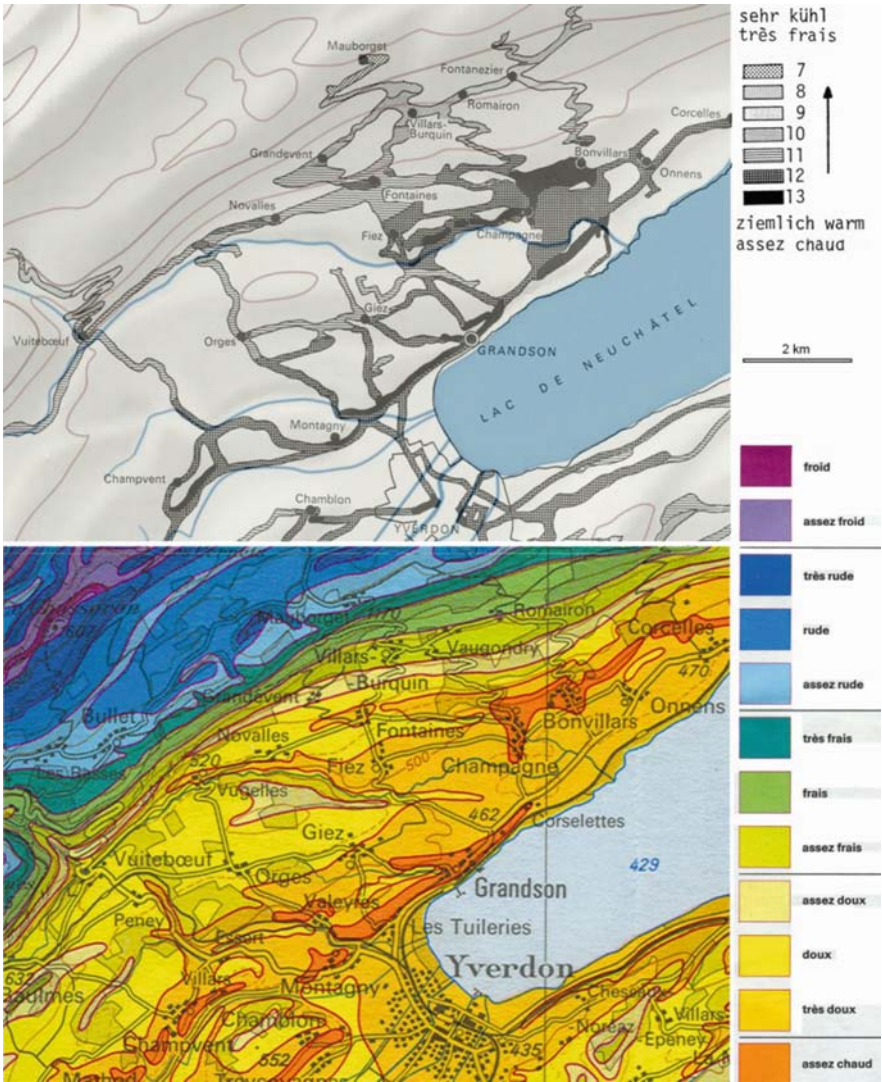 sehr kühl
très frais
7
8
9
10
11
12
13
ziemlich warm
assez chaud
2 km
Mauborget
Fontanezier
Romairon
Corcelles
Villars-
Burquin
Bonvillars
Grandevent
Onnens
Fontaines
Novalles
Fiez
Champagne
Giez
Vuitebœuf
Orges
GRANDSON
LAC DE NEUCHÂTEL
Montagny
Champvent
Chamblon
YVERDON
froid
assez froid
très rude
rude
assez rude
très frais
frais
assez frais
assez doux
doux
très doux
assez chaud
Mauborget
1170
Romairon
Corcelles
Villars-
Vaugondry
-Burquin
470
Grandevent
Onnens
Bullet
Bonvillars
Novalles
Fontaines
Les Rasses
520
Fiez
500
Champagne
Vugelles
462
Corselettes
Giez
429
Vuitebœuf
Orges
Grandson
Valeyres
Peney
Les Tuileries
Essert
Yverdon
Villars
Montagny
Chamblon
Champvent
552
435
Villars-
Epeney
Treycovagnes